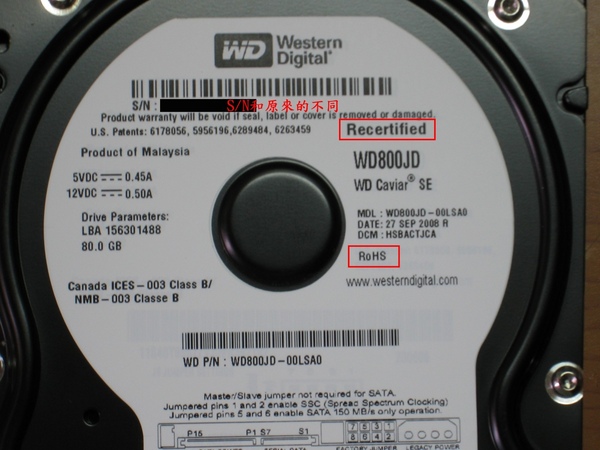 WD Western Digital
S/N : S/N和原來的不同
Product warranty will be void if seal, label or cover is removed or damaged.
U.S. Patents: 6178056, 5956196,6289484, 6263459
Recertified
Product of Malaysia
WD800JD
5VDC 0.45A
WD Caviar® SE
12VDC 0.50A
MDL : WD800JD-00LSA0
Drive Parameters:
DATE: 27 SEP 2008 R
LBA 156301488
DCM : HSBACTJCA
80.0 GB
RoHS
www.westerndigital.com
Canada ICES-003 Class B/
NMB-003 Classe B
WD P/N : WD800JD-00LSA0
Master/Slave jumper not required for SATA.
Jumpered pins 1 and 2 enable SSC (Spread Spectrum Clocking)
Jumpered pins 5 and 6 enable SATA 150 MB/s only operation.
P15 P1 S7 S1
7 5 3 1
8 6 4 2
FACTORY JUMPER LEGACY POWER